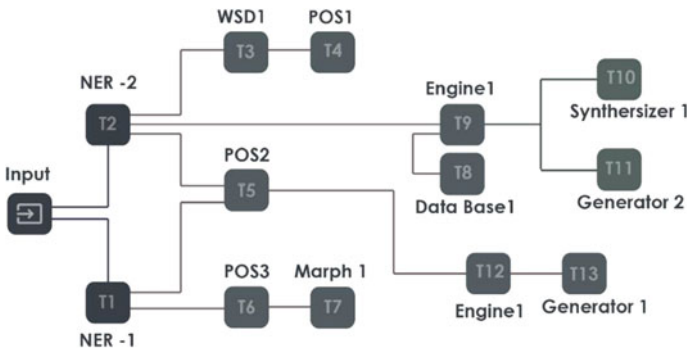 WSD1 POS1
T3 T4
NER -2 Engine1
T10
T2 T9 Synthersizer 1
POS2
Input T8 T11
T5 Data Base1 Generator 2
POS3 Marph 1
T12 T13
T1 T6 T7 Engine1 Generator 1
NER -1